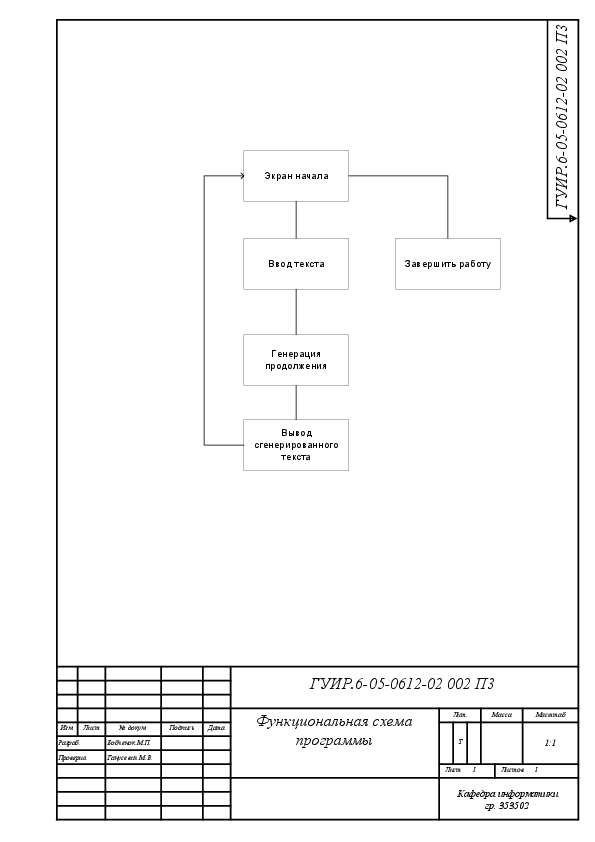 ГУИР.6-05-0612-02 002 ПЗ
Экран начала
Ввод текста
Завершить работу
Генерация
продолжения
Вывод
сгенерированного
текста
ГУИР.6-05-0612-02 002 ПЗ
Функциональная схема
программы
Лит.
Масса
Масштаб
Изм
Лист
№ докум
Подпись
Дата
Разраб.
М.П.
Т
1:1
Проверил
М.В.
Лист 1
Листов 1
Кафедра информатики
гр. 353502